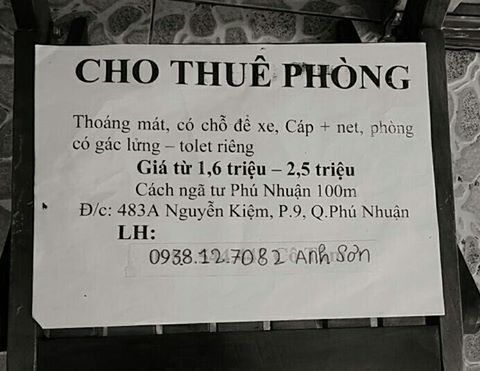 CHO THUÊ PHÒNG
Thoáng mát, có chỗ để xe, Cáp + net, phòng
có gác lửng – tolet riêng
Giá từ 1,6 triệu – 2,5 triệu
Cách ngã tư Phú Nhuận 100m
Đ/c: 483A Nguyễn Kiệm, P.9, Q.Phú Nhuận
LH:
0938.12.7082 Anh Sơn